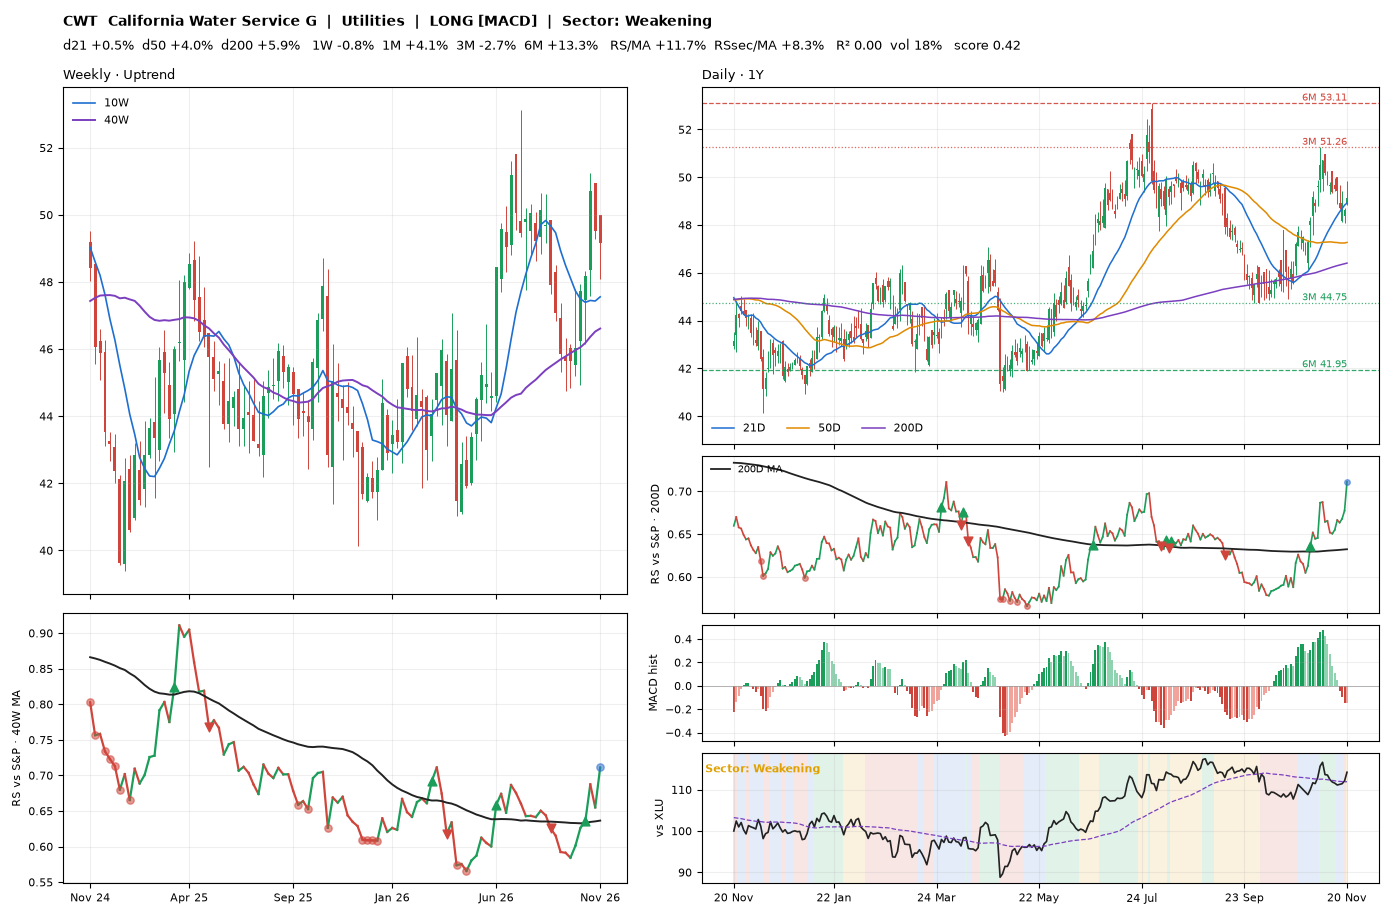 CWT California Water Service G | Utilities | LONG [MACD] | Sector: Weakening
d21 +0.5% d50 +4.0% d200 +5.9% 1W -0.8% 1M +4.1% 3M -2.7% 6M +13.3% RS/MA +11.7% RSsec/MA +8.3% R² 0.00 vol 18% score 0.42
Weekly · Uptrend
10W
40W
52
50
48
46
44
42
40
RS vs S&P · 40W MA
0.90
0.85
0.80
0.75
0.70
0.65
0.60
0.55
Nov 24 Apr 25 Sep 25 Jan 26 Jun 26 Nov 26
Daily · 1Y
6M 53.11
3M 51.26
3M 44.75
6M 41.95
52
50
48
46
44
42
40
21D 50D 200D
RS vs S&P · 200D
200D MA
0.70
0.65
0.60
MACD hist
0.4
0.2
0.0
−0.2
−0.4
vs XLU
Sector: Weakening
110
100
90
20 Nov 22 Jan 24 Mar 22 May 24 Jul 23 Sep 20 Nov